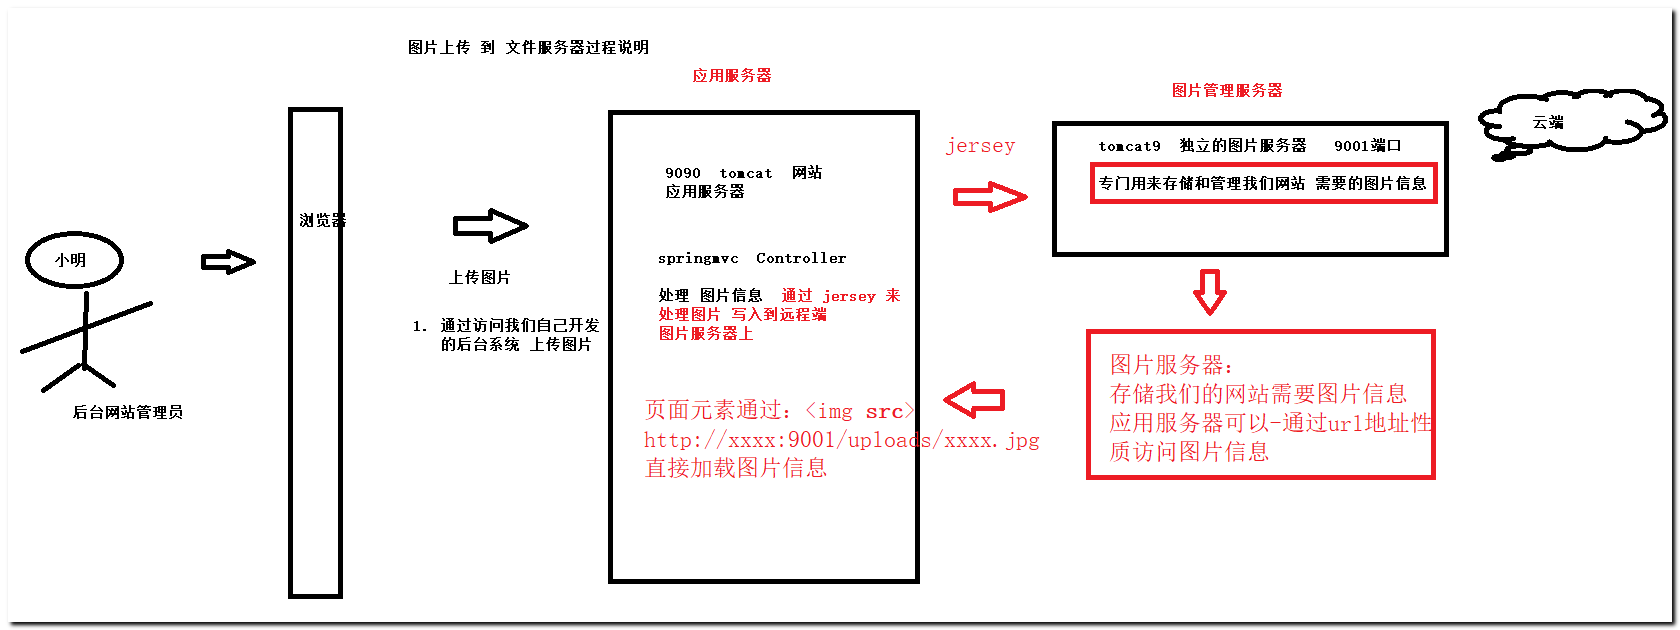 图片上传 到 文件服务器过程说明
应用服务器
图片管理服务器
云端
小明
后台网站管理员
浏览器
上传图片
1. 通过访问我们自己开发
的后台系统 上传图片
9090 tomcat 网站
应用服务器
springmvc Controller
处理 图片信息 通过 jersey 来
处理图片 写入到远程端
图片服务器上
页面元素通过：<img src>
http://xxxx:9001/uploads/xxxx.jpg
直接加载图片信息
jersey
tomcat9 独立的图片服务器 9001端口
专门用来存储和管理我们网站 需要的图片信息
图片服务器：
存储我们的网站需要图片信息
应用服务器可以-通过url地址性
质访问图片信息